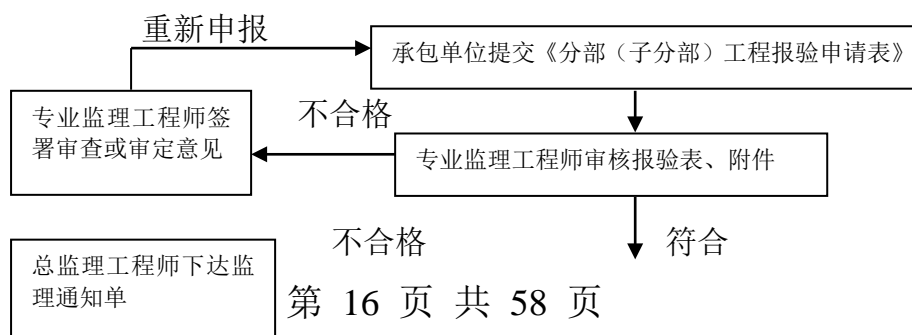 重新申报
承包单位提交《分部（子分部）工程报验申请表》
专业监理工程师签
署审查或审定意见
不合格
专业监理工程师审核报验表、附件
不合格
符合
总监理工程师下达监
理通知单
第 16 页 共 58 页